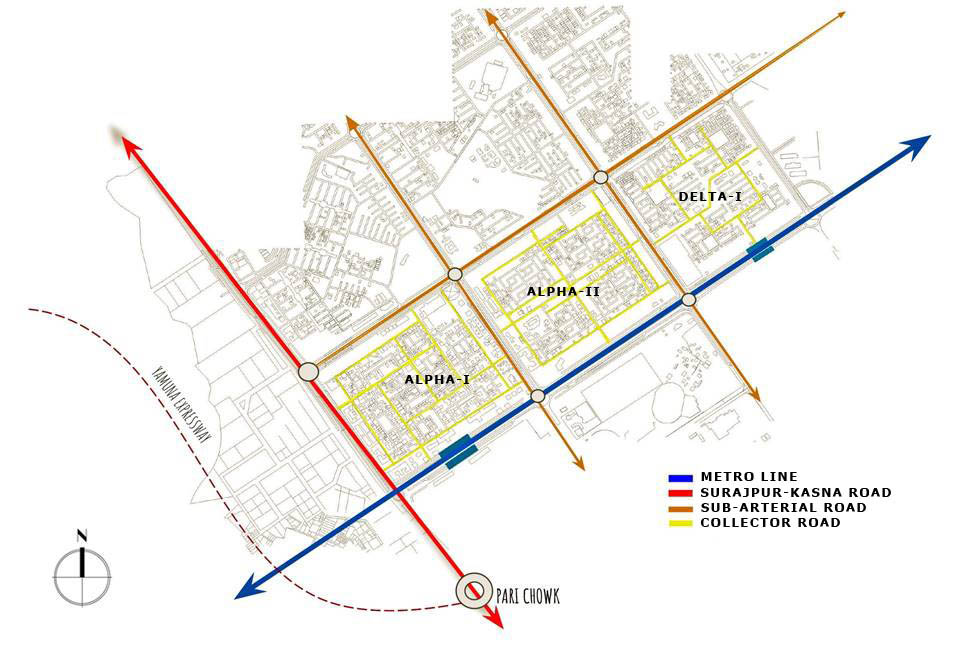 DELTA-I
ALPHA-II
ALPHA-I
YAMUNA EXPRESSWAY
METRO LINE
SURAJPUR-KASNA ROAD
SUB-ARTERIAL ROAD
COLLECTOR ROAD
N
PARI CHOWK